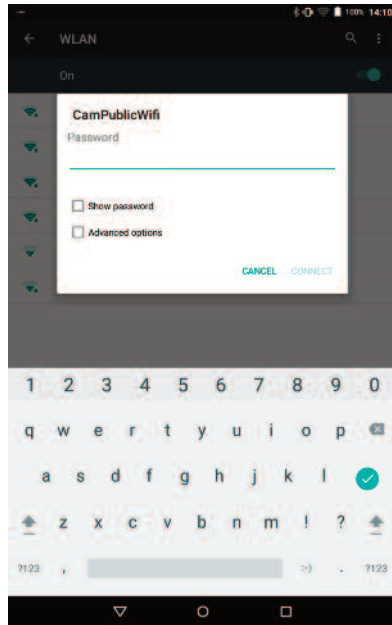 100% 14:10
WLAN
On
CamPublicWifi
Password
Show password
Advanced options
CANCEL CONNECT
1 2 3 4 5 6 7 8 9 0
q w e r t y u i o p
a s d f g h j k l
z x c v b n m ! ?
?123 , :-) . ?123